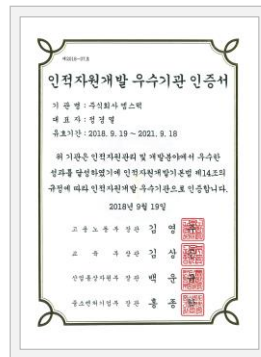 인적자원개발 우수기관 인증서
기 관 명 : 주식회사
대 표 자 :
유효기간 : 2018. 9. 19 ~ 2021. 9. 18
위 기관은 인적자원관리 및 개발분야에서 우수한
성과를 달성하였기에 인적자원개발기본법 제14조의
규정에 따라 인적자원개발 우수기관으로 인증합니다.
2018년 9월 19일
고 용 노 동 부 장 관 김 영
교 육 부 장 관 김 상
산업통상자원부 장 관 백 운
중소벤처기업부 장 관 홍 종